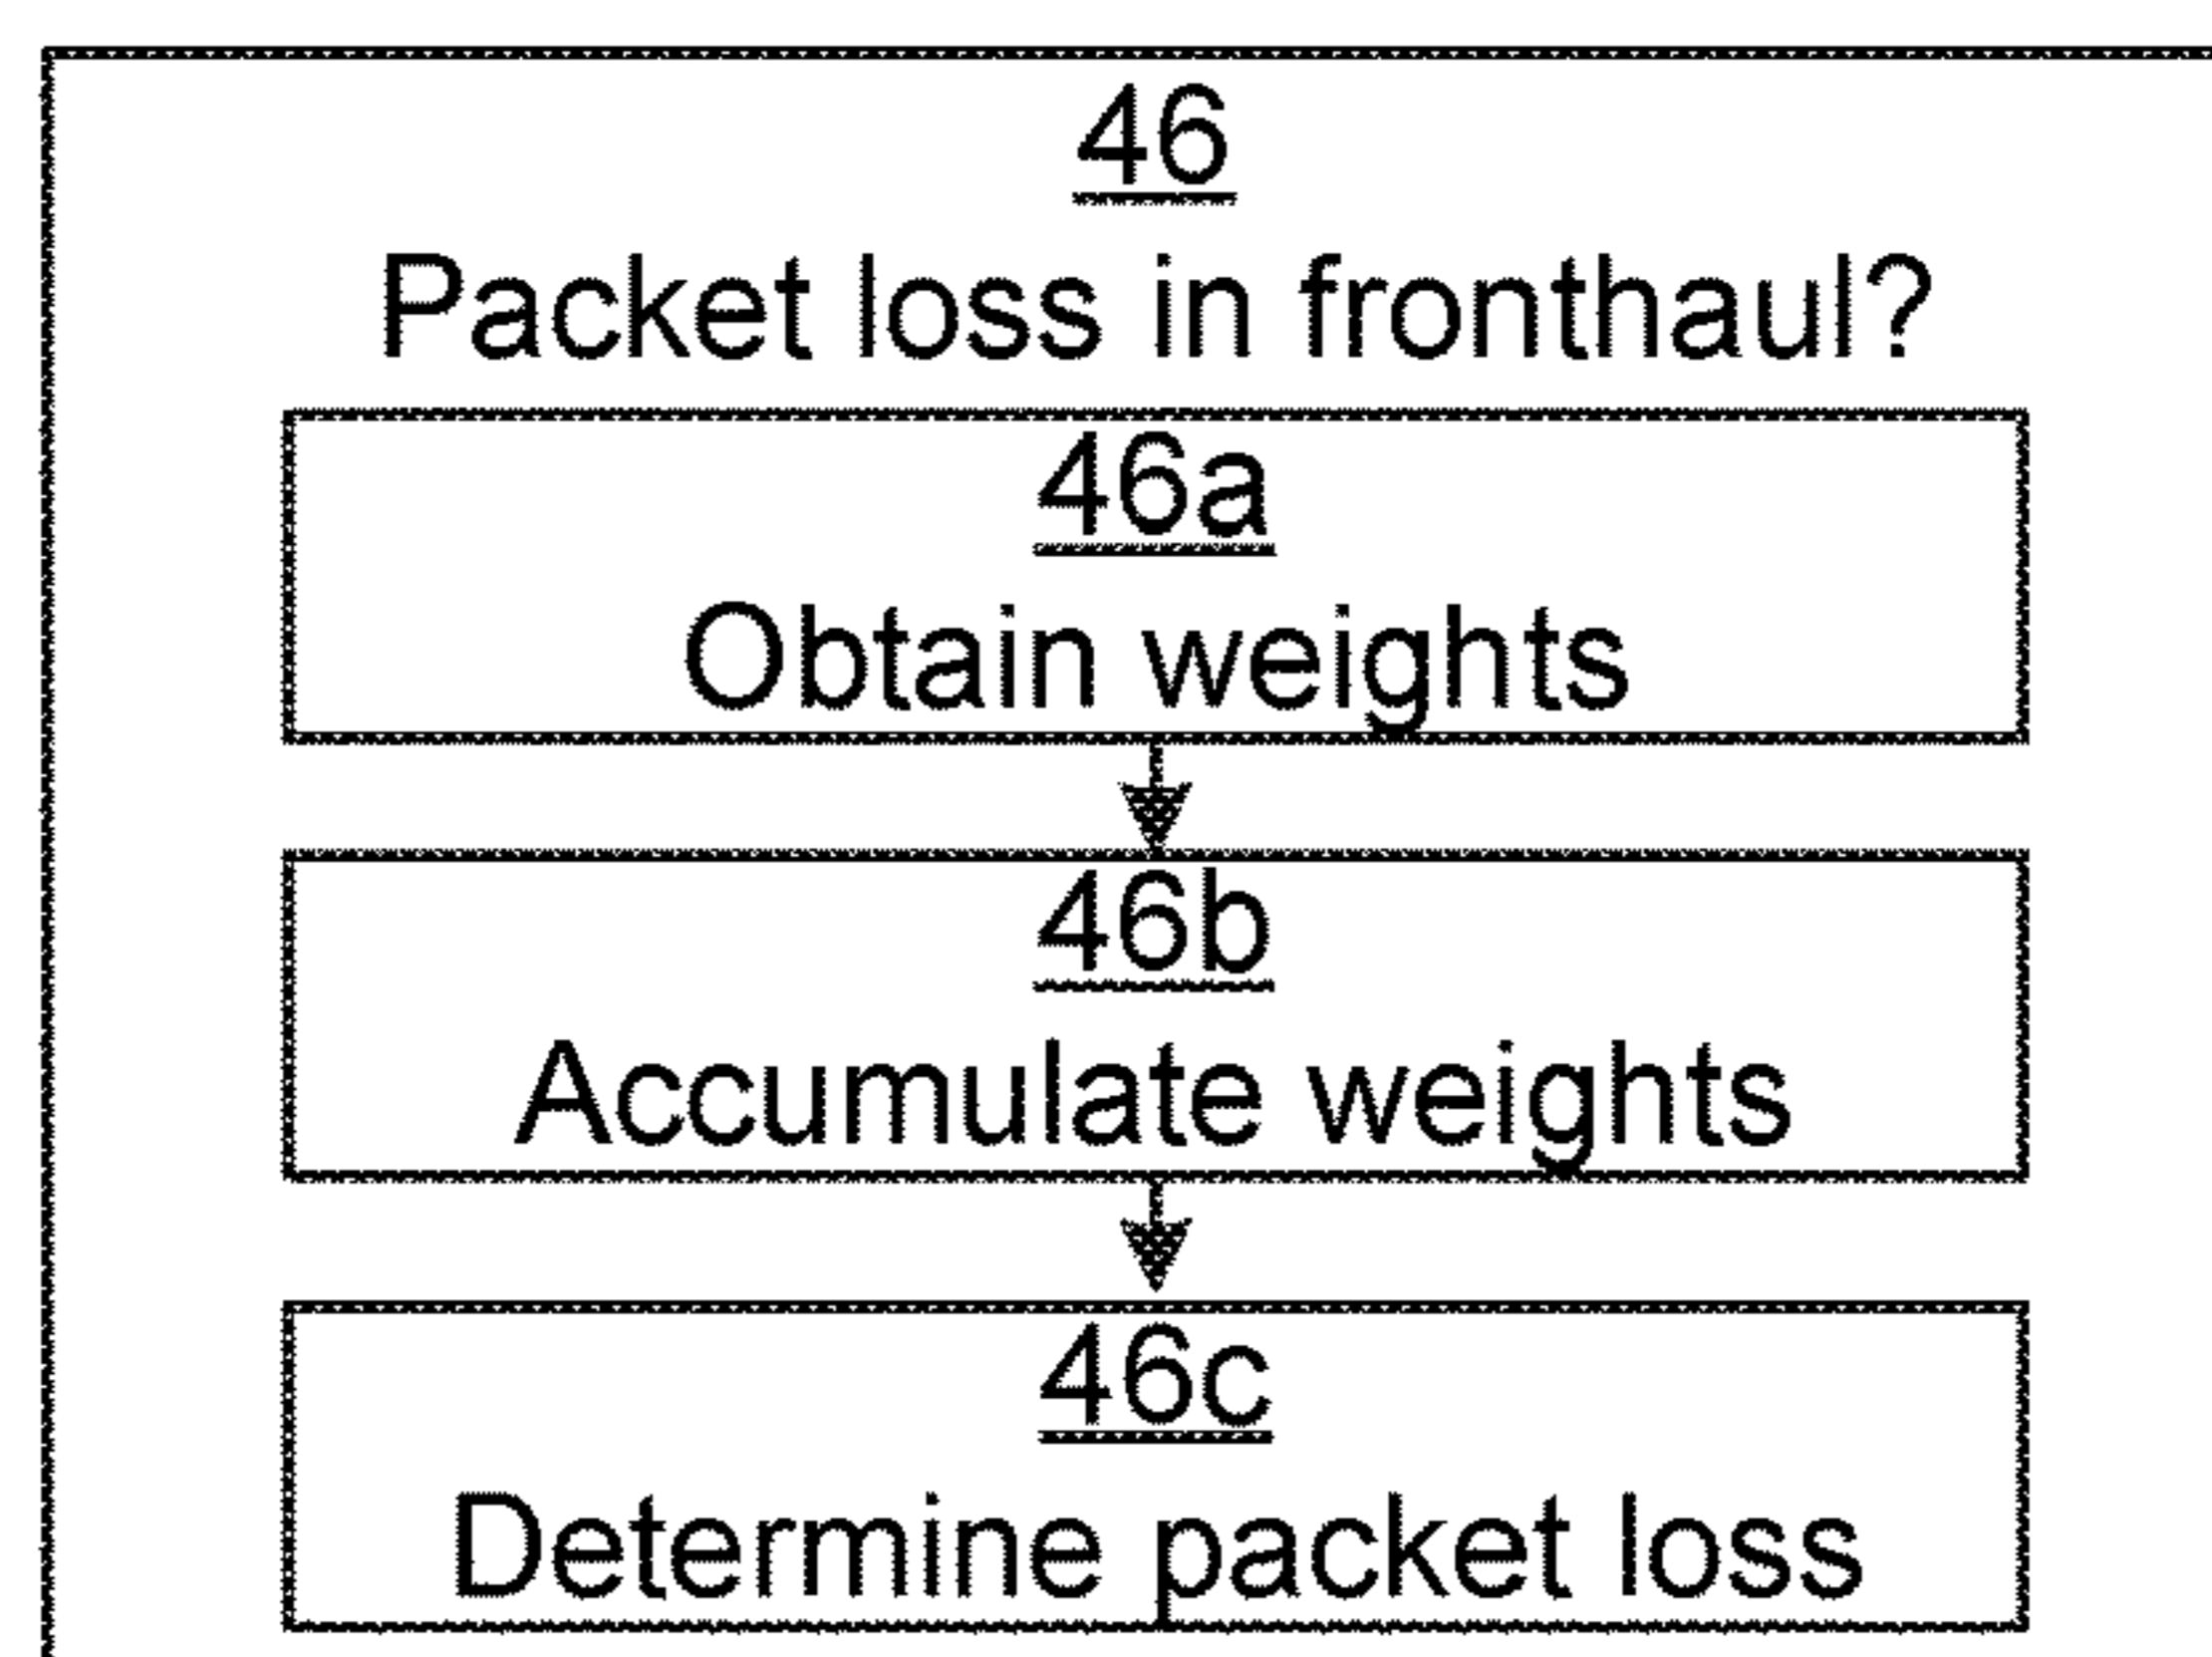 46
Packet loss in fronthaul?
46a
Obtain weights
46b
Accumulate weights
46c
Determine packet loss